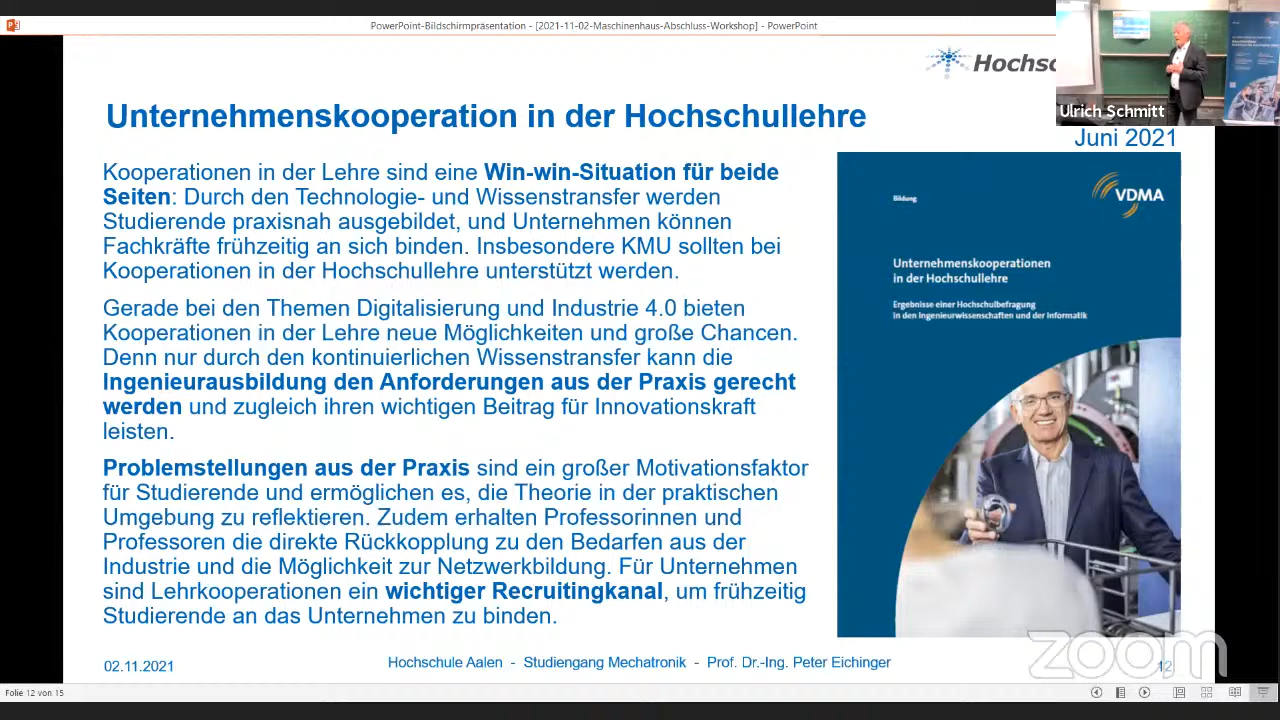 PowerPoint-Bildschirmpräsentation - [2021-11-02-Maschinenhaus-Abschluss-Workshop] - PowerPoint
Hochsc
Ulrich Schmitt
Unternehmenskooperation in der Hochschullehre
Juni 2021
Kooperationen in der Lehre sind eine Win-win-Situation für beide
Seiten: Durch den Technologie- und Wissenstransfer werden
Studierende praxisnah ausgebildet, und Unternehmen können
Fachkräfte frühzeitig an sich binden. Insbesondere KMU sollten bei
Kooperationen in der Hochschullehre unterstützt werden.
Gerade bei den Themen Digitalisierung und Industrie 4.0 bieten
Kooperationen in der Lehre neue Möglichkeiten und große Chancen.
Denn nur durch den kontinuierlichen Wissenstransfer kann die
Ingenieurausbildung den Anforderungen aus der Praxis gerecht
werden und zugleich ihren wichtigen Beitrag für Innovationskraft
leisten.
Problemstellungen aus der Praxis sind ein großer Motivationsfaktor
für Studierende und ermöglichen es, die Theorie in der praktischen
Umgebung zu reflektieren. Zudem erhalten Professorinnen und
Professoren die direkte Rückkopplung zu den Bedarfen aus der
Industrie und die Möglichkeit zur Netzwerkbildung. Für Unternehmen
sind Lehrkooperationen ein wichtiger Recruitingkanal, um frühzeitig
Studierende an das Unternehmen zu binden.
Bildung
VDMA
Unternehmenskooperationen
in der Hochschullehre
Ergebnisse einer Hochschulbefragung
in den Ingenieurwissenschaften und der Informatik
zoom
02.11.2021
Hochschule Aalen - Studiengang Mechatronik - Prof. Dr.-Ing. Peter Eichinger
12
Folie 12 von 15